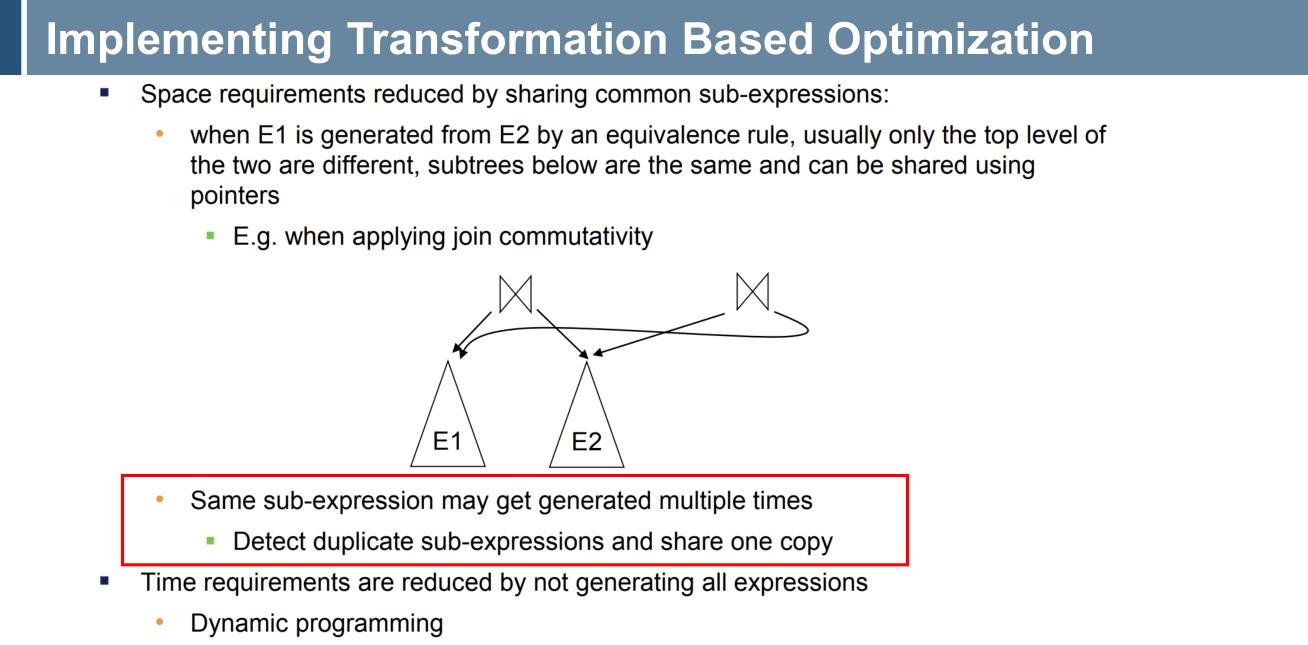 Implementing Transformation Based Optimization
Space requirements reduced by sharing common sub-expressions:
when E1 is generated from E2 by an equivalence rule, usually only the top level of
the two are different, subtrees below are the same and can be shared using
pointers
E.g. when applying join commutativity
E1 E2
Same sub-expression may get generated multiple times
Detect duplicate sub-expressions and share one copy
Time requirements are reduced by not generating all expressions
Dynamic programming